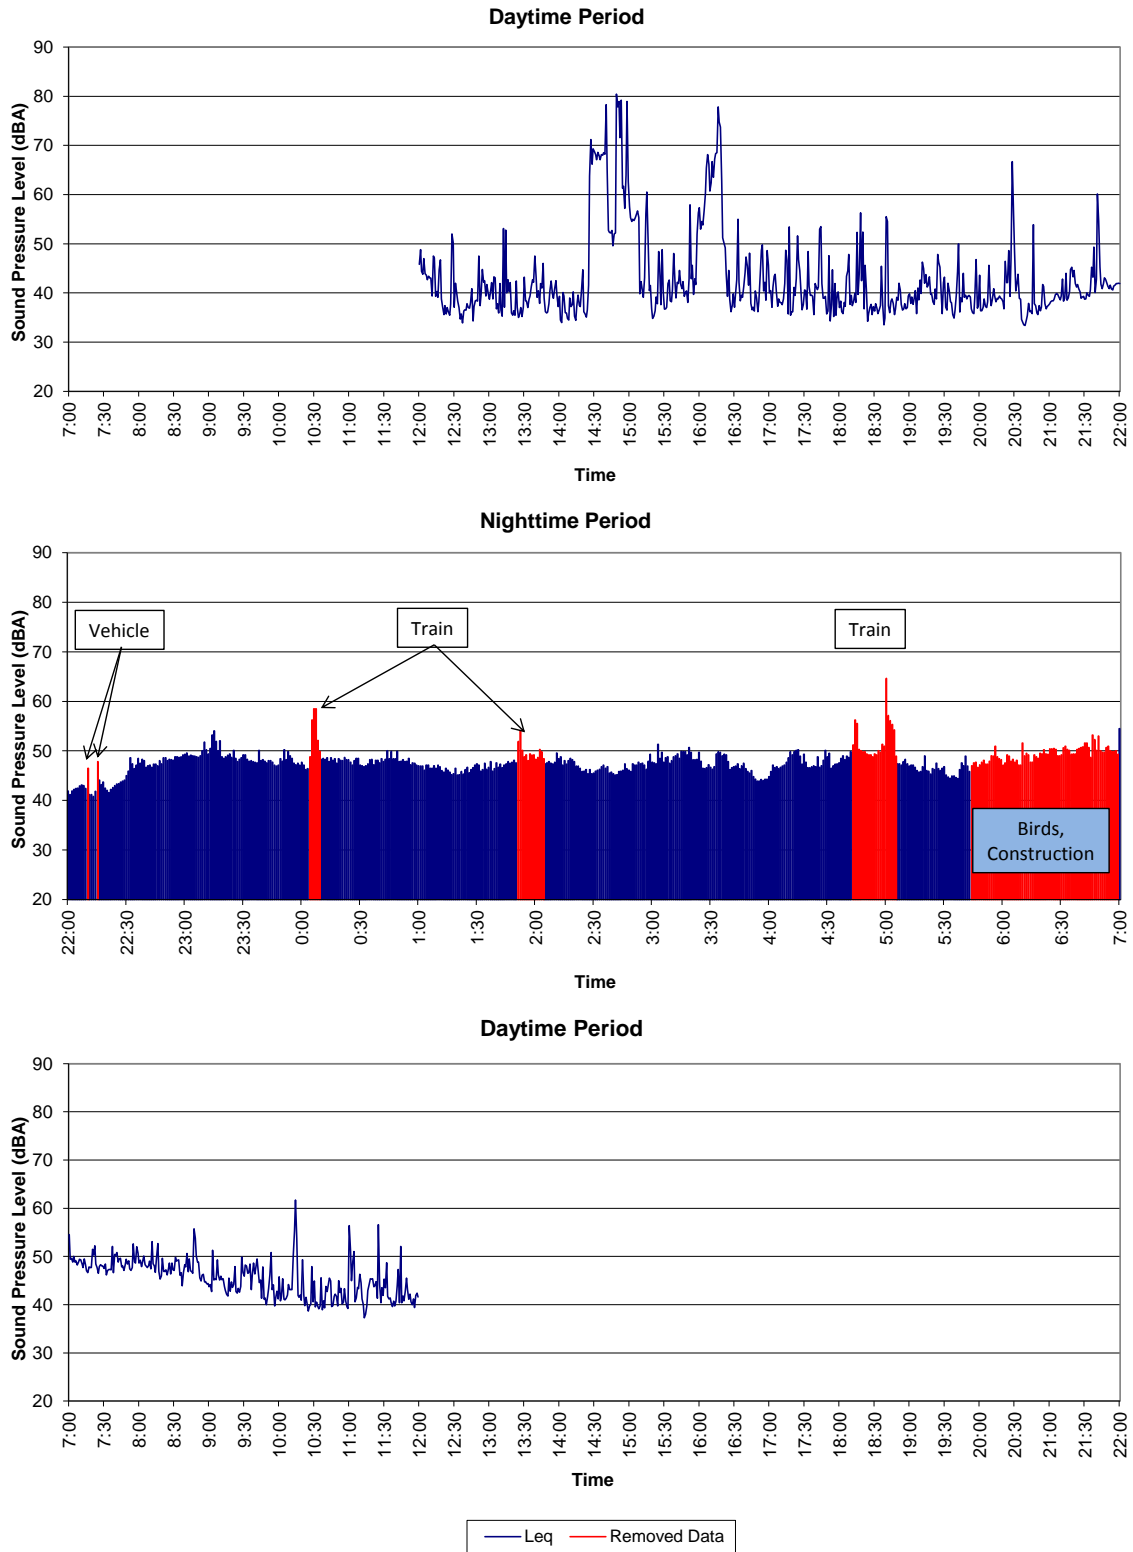 Daytime Period
Sound Pressure Level (dBA)
90
80
70
60
50
40
30
20
7:00 7:30 8:00 8:30 9:00 9:30 10:00 10:30 11:00 11:30 12:00 12:30 13:00 13:30 14:00 14:30 15:00 15:30 16:00 16:30 17:00 17:30 18:00 18:30 19:00 19:30 20:00 20:30 21:00 21:30 22:00
Time
Nighttime Period
Sound Pressure Level (dBA)
90
80
70
60
50
40
30
20
Vehicle
Train
Train
Birds,
Construction
22:00 22:30 23:00 23:30 0:00 0:30 1:00 1:30 2:00 2:30 3:00 3:30 4:00 4:30 5:00 5:30 6:00 6:30 7:00
Time
Daytime Period
Sound Pressure Level (dBA)
90
80
70
60
50
40
30
20
7:00 7:30 8:00 8:30 9:00 9:30 10:00 10:30 11:00 11:30 12:00 12:30 13:00 13:30 14:00 14:30 15:00 15:30 16:00 16:30 17:00 17:30 18:00 18:30 19:00 19:30 20:00 20:30 21:00 21:30 22:00
Time
Leq Removed Data